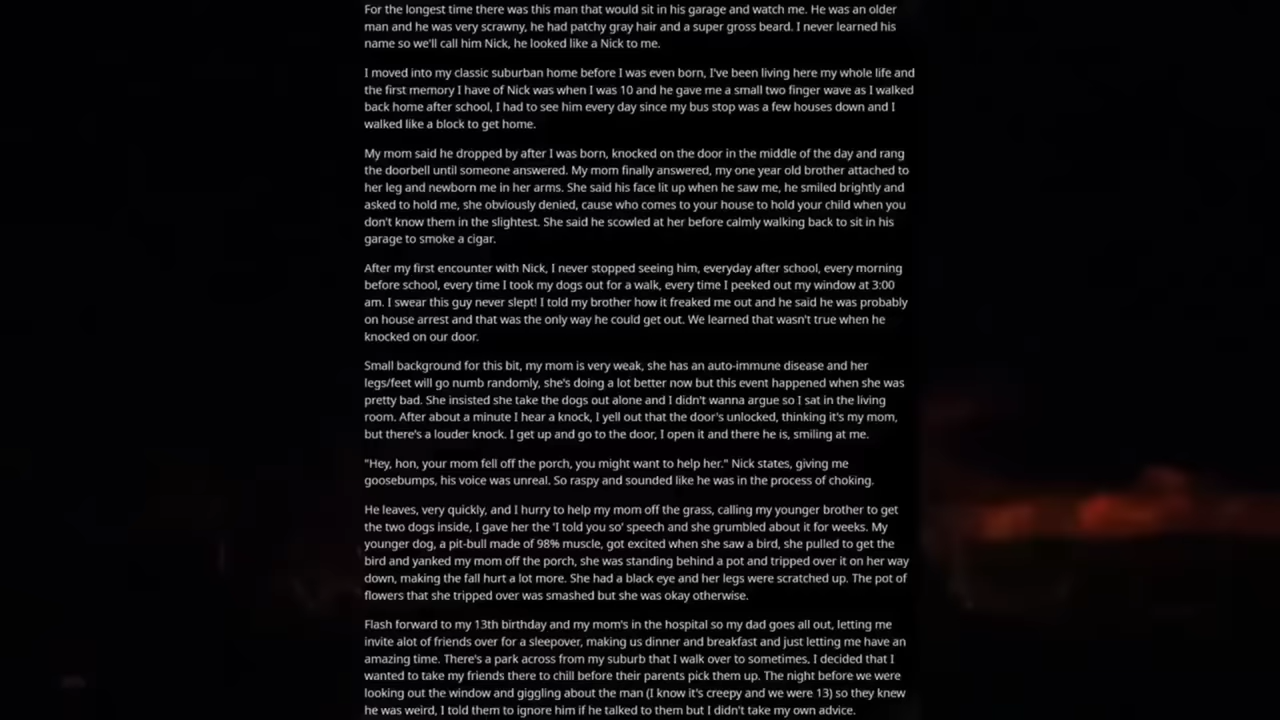 For the longest time there was this man that would sit in his garage and watch me. He was an older
man and he was very scrawny, he had patchy gray hair and a super gross beard. I never learned his
name so we'll call him Nick, he looked like a Nick to me.
I moved into my classic suburban home before I was even born, I've been living here my whole life and
the first memory I have of Nick was when I was 10 and he gave me a small two finger wave as I walked
back home after school, I had to see him every day since my bus stop was a few houses down and I
walked like a block to get home.
My mom said he dropped by after I was born, knocked on the door in the middle of the day and rang
the doorbell until someone answered. My mom finally answered, my one year old brother attached to
her leg and newborn me in her arms. She said his face lit up when he saw me, he smiled brightly and
asked to hold me, she obviously denied, cause who comes to your house to hold your child when you
don't know them in the slightest. She said he scowled at her before calmly walking back to sit in his
garage to smoke a cigar.
After my first encounter with Nick, I never stopped seeing him, everyday after school, every morning
before school, every time I took my dogs out for a walk, every time I peeked out my window at 3:00
am. I swear this guy never slept! I told my brother how it freaked me out and he said he was probably
on house arrest and that was the only way he could get out. We learned that wasn't true when he
knocked on our door.
Small background for this bit, my mom is very weak, she has an auto-immune disease and her
legs/feet will go numb randomly, she's doing a lot better now but this event happened when she was
pretty bad. She insisted she take the dogs out alone and I didn't wanna argue so I sat in the living
room. After about a minute I hear a knock, I yell out that the door's unlocked, thinking it's my mom,
but there's a louder knock. I get up and go to the door, I open it and there he is, smiling at me.
"Hey, hon, your mom fell off the porch, you might want to help her." Nick states, giving me
goosebumps, his voice was unreal. So raspy and sounded like he was in the process of choking.
He leaves, very quickly, and I hurry to help my mom off the grass, calling my younger brother to get
the two dogs inside, I gave her the 'I told you so' speech and she grumbled about it for weeks. My
younger dog, a pit-bull made of 98% muscle, got excited when she saw a bird, she pulled to get the
bird and yanked my mom off the porch, she was standing behind a pot and tripped over it on her way
down, making the fall hurt a lot more. She had a black eye and her legs were scratched up. The pot of
flowers that she tripped over was smashed but she was okay otherwise.
Flash forward to my 13th birthday and my mom's in the hospital so my dad goes all out, letting me
invite alot of friends over for a sleepover, making us dinner and breakfast and just letting me have an
amazing time. There's a park across from my suburb that I walk over to sometimes, I decided that I
wanted to take my friends there to chill before their parents pick them up. The night before we were
looking out the window and giggling about the man (I know it's creepy and we were 13) so they knew
he was weird, I told them to ignore him if he talked to them but I didn't take my own advice.